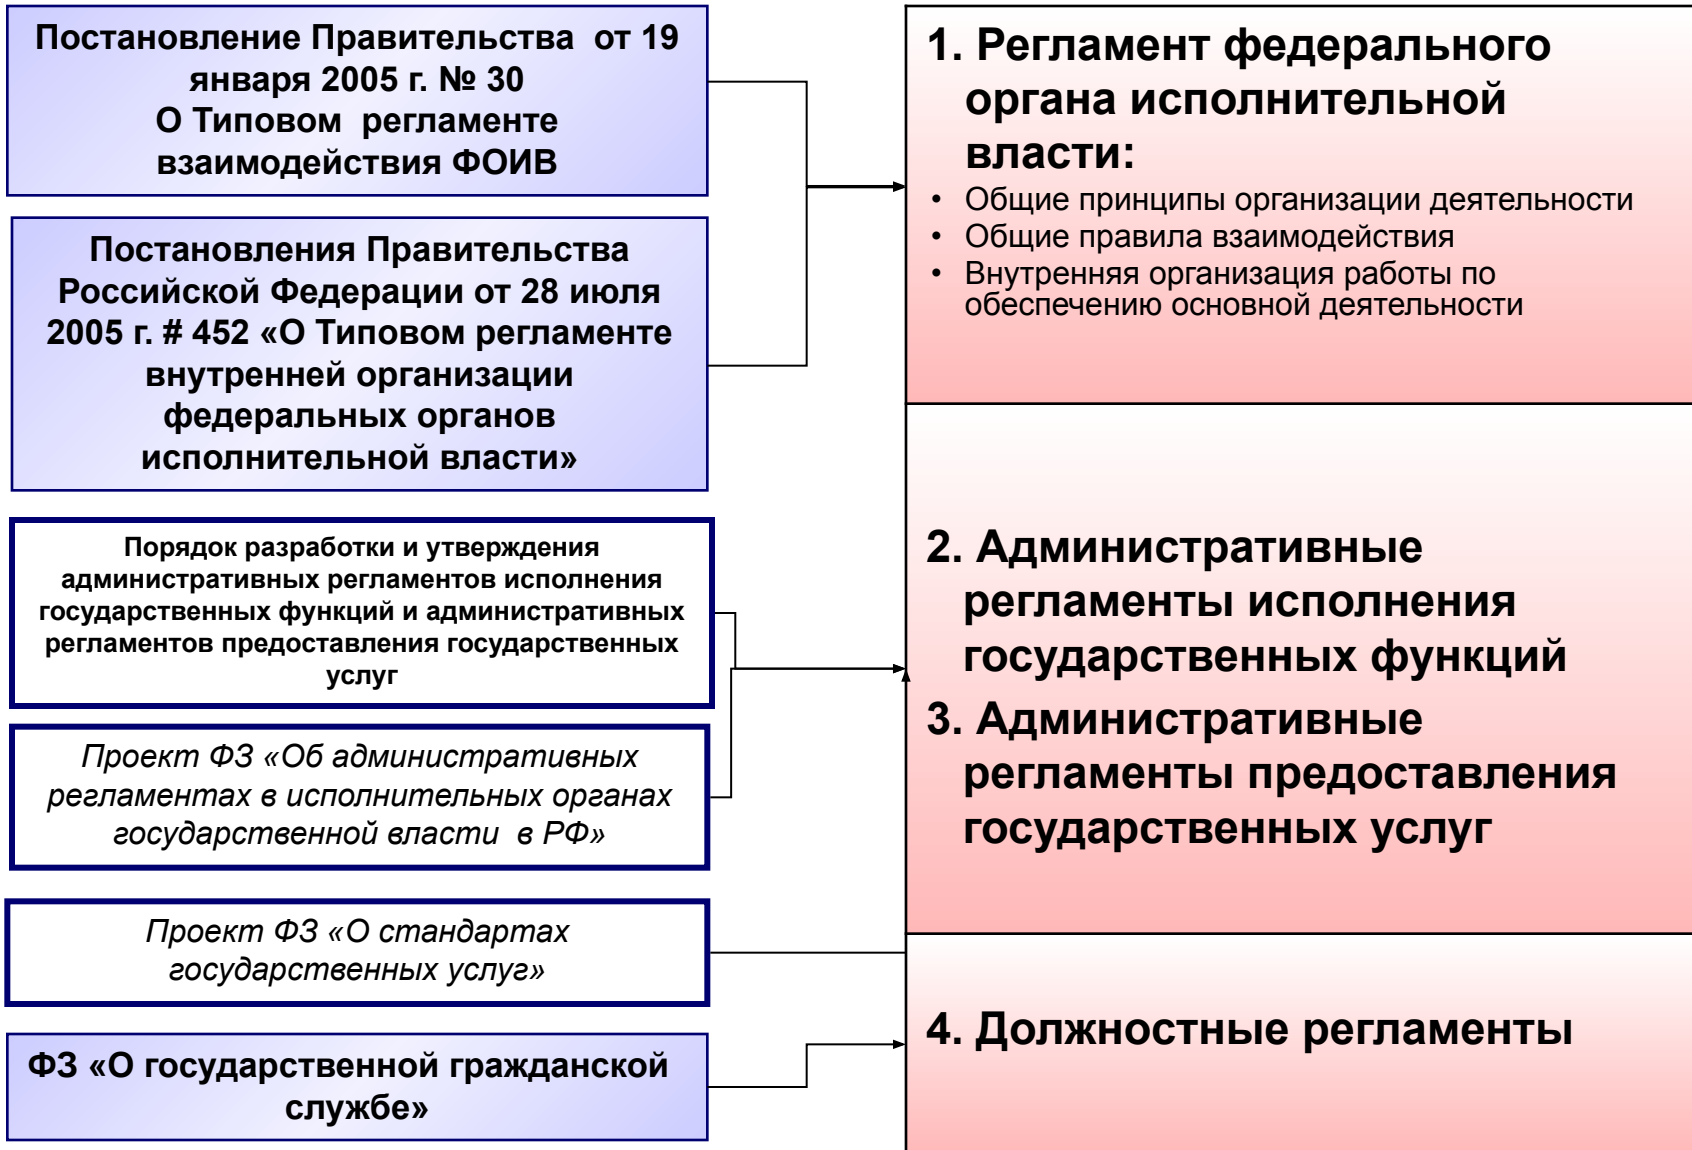 Постановление Правительства от 19
января 2005 г. № 30
О Типовом регламенте
взаимодействия ФОИВ
Постановления Правительства
Российской Федерации от 28 июля
2005 г. # 452 «О Типовом регламенте
внутренней организации
федеральных органов
исполнительной власти»
Порядок разработки и утверждения
административных регламентов исполнения
государственных функций и административных
регламентов предоставления государственных
услуг
Проект ФЗ «Об административных
регламентах в исполнительных органах
государственной власти в РФ»
Проект ФЗ «О стандартах
государственных услуг»
ФЗ «О государственной гражданской
службе»
1. Регламент федерального
органа исполнительной
власти:
• Общие принципы организации деятельности
• Общие правила взаимодействия
• Внутренняя организация работы по
обеспечению основной деятельности
2. Административные
регламенты исполнения
государственных функций
3. Административные
регламенты предоставления
государственных услуг
4. Должностные регламенты